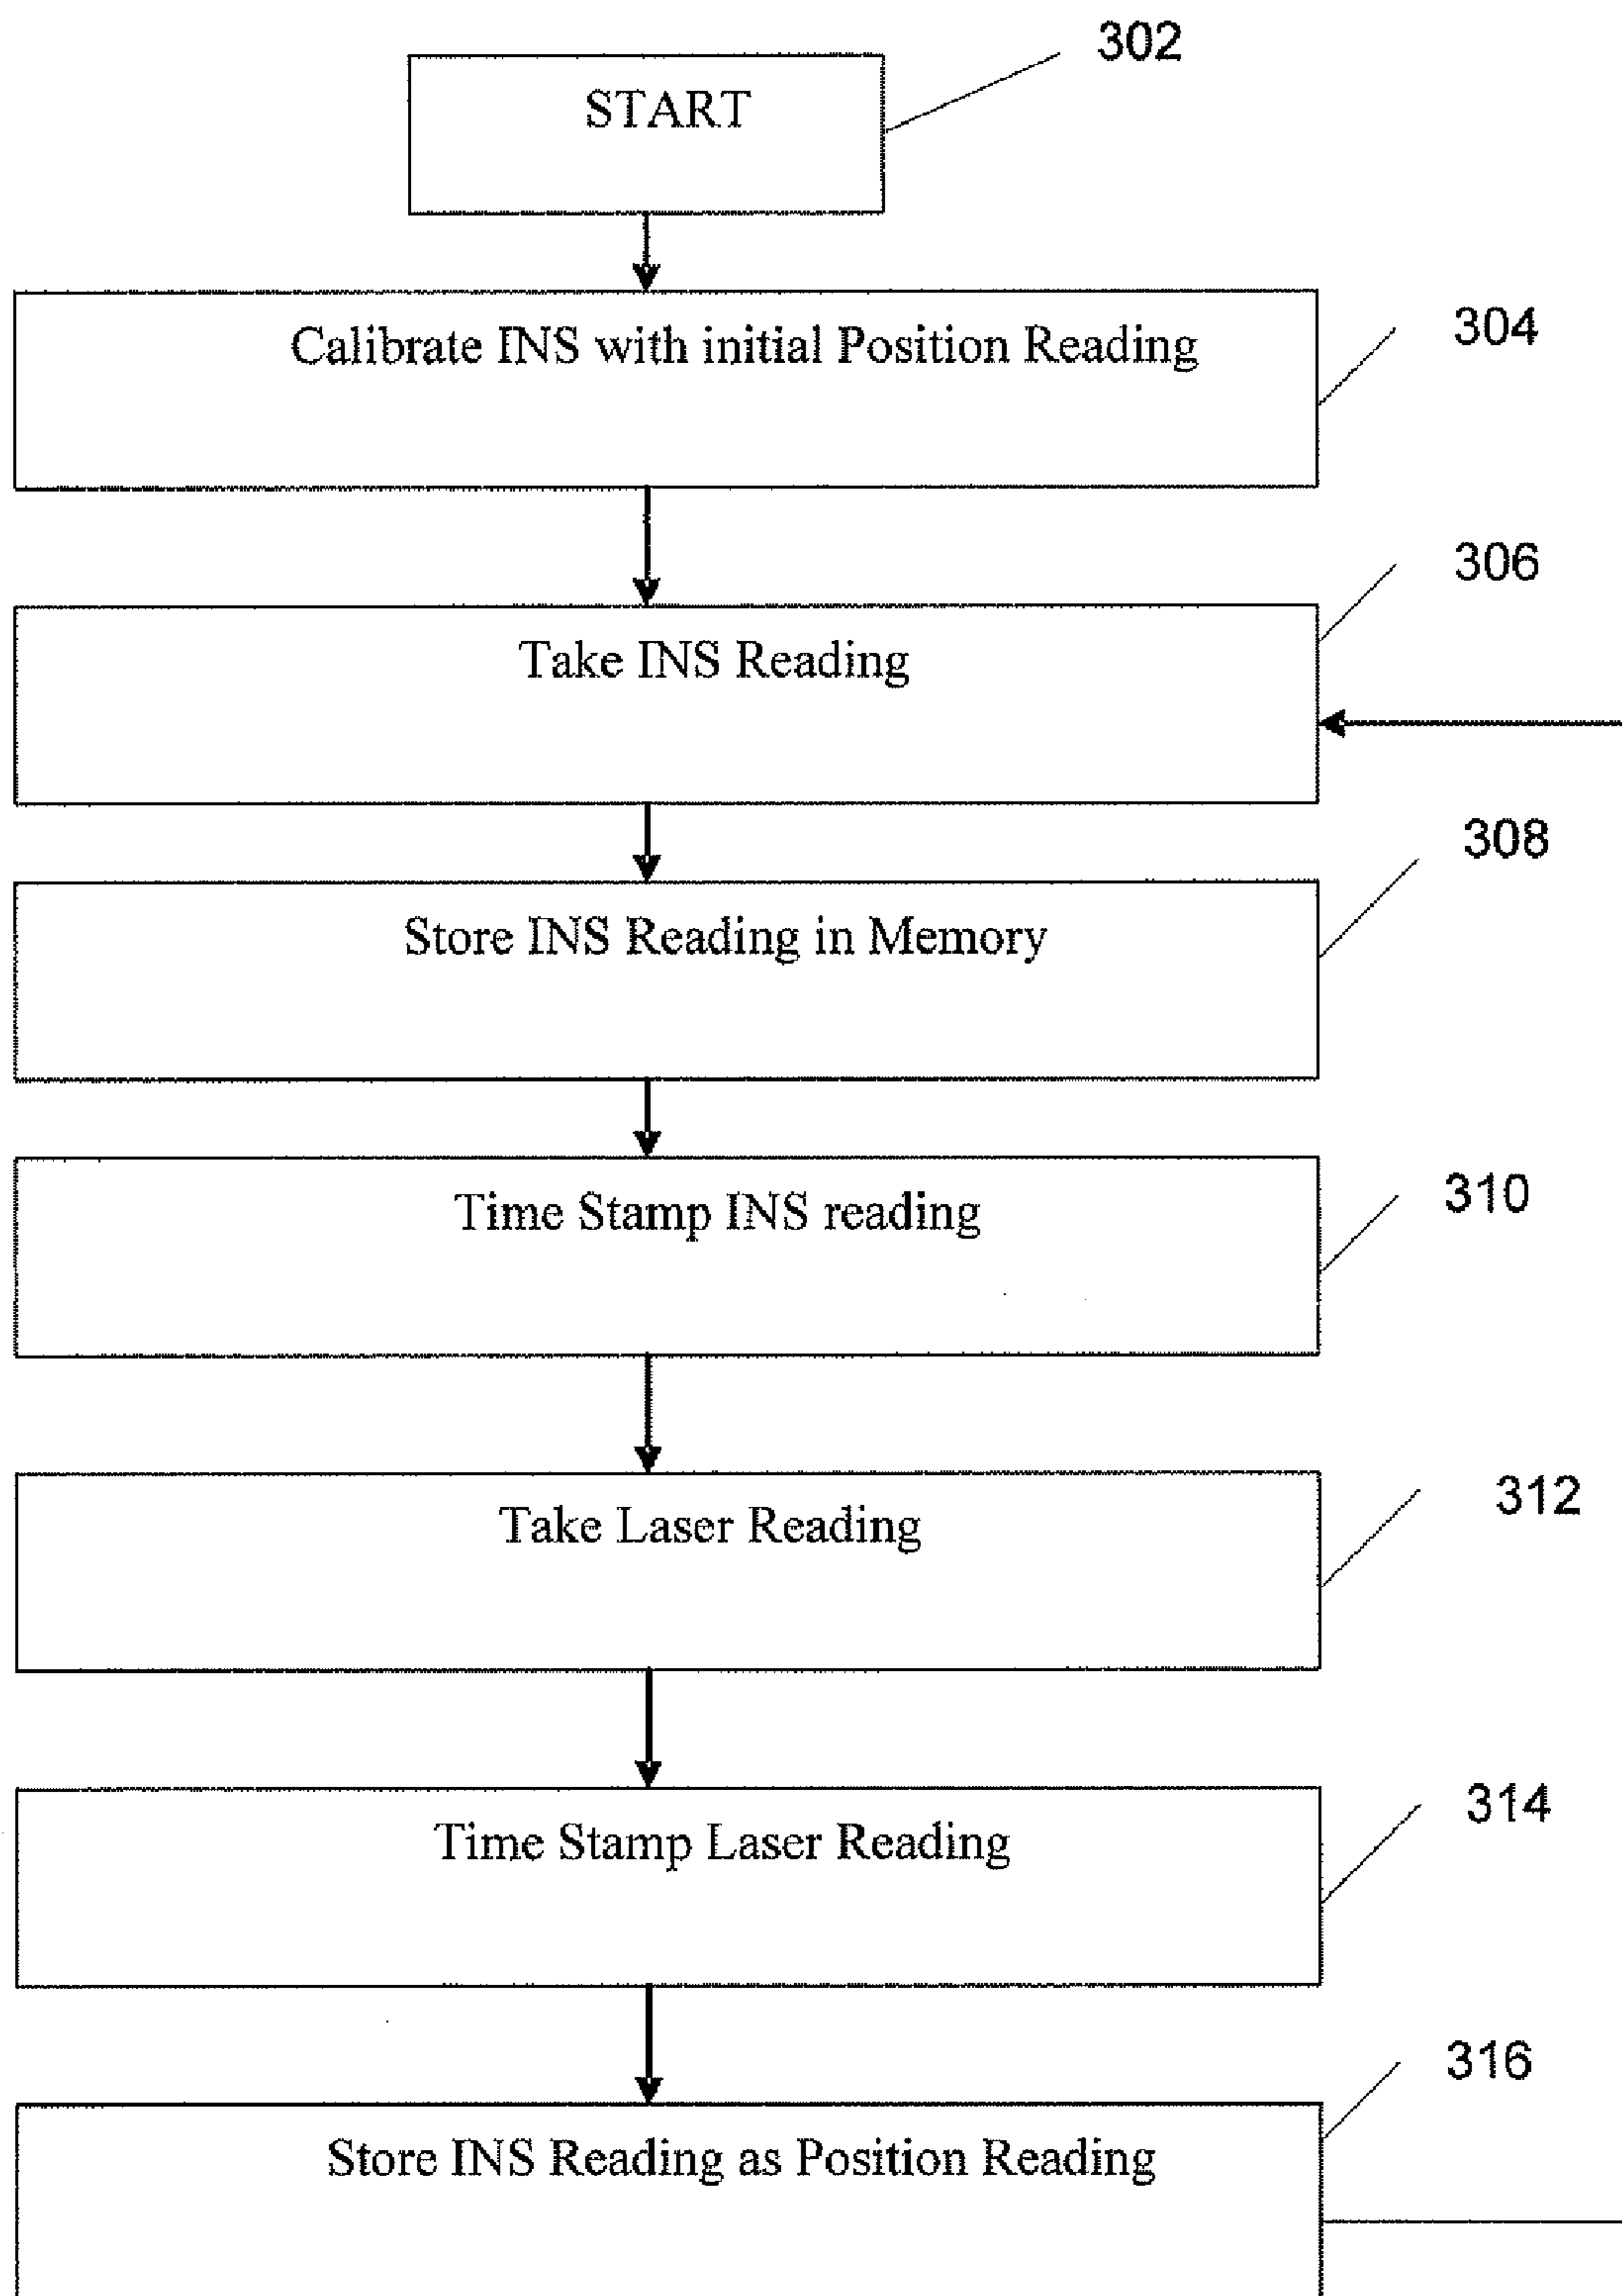 302
START
304
Calibrate INS with initial Position Reading
306
Take INS Reading
308
Store INS Reading in Memory
310
Time Stamp INS reading
312
Take Laser Reading
314
Time Stamp Laser Reading
316
Store INS Reading as Position Reading